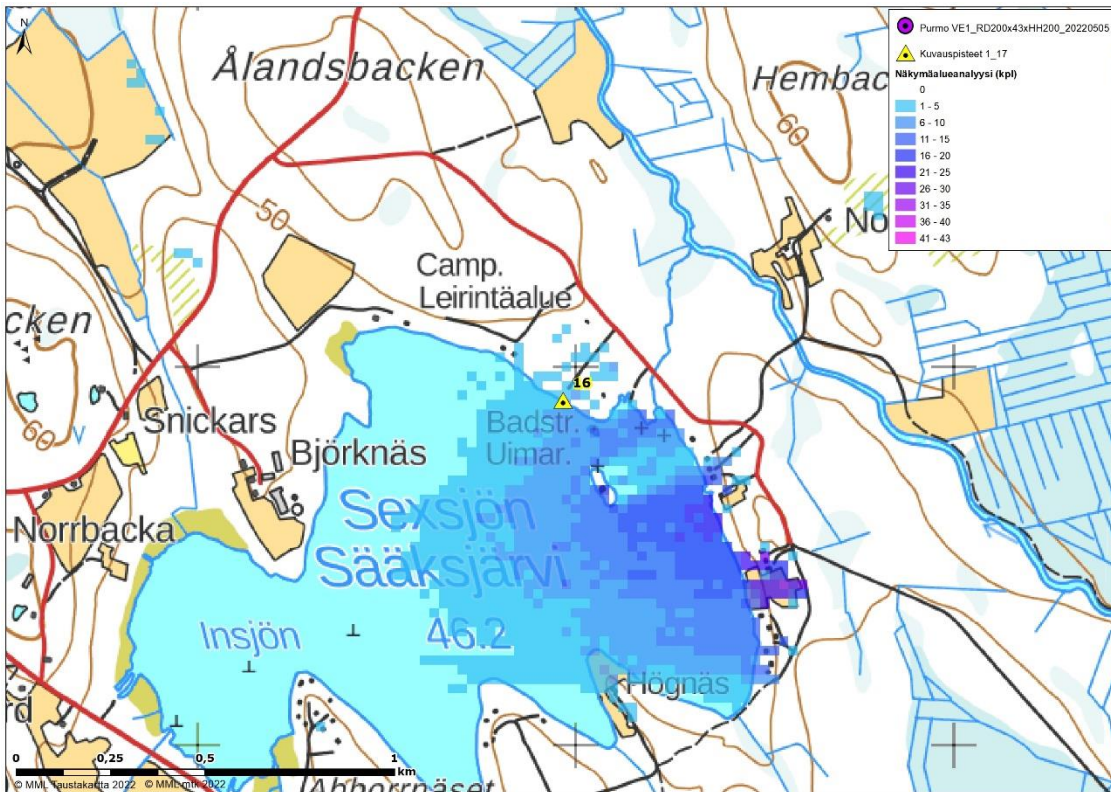 N
Ålandsbacken
Hembac
60
Purmo VE1_RD200x43xHH200_20220505
Kuvauspisteet 1_17
Näkymäalueanalyysi (kpl)
0
1 - 5
6 - 10
11 - 15
16 - 20
21 - 25
26 - 30
31 - 35
36 - 40
41 - 43
50
No
Camp.
Leirintäalue
cken
16
60
Snickars
Badstr.
Uimar.
Björknäs
Sexsjön
Sääksjärvi
Norrbacka
Insjön
46.2
Högnäs
rd
0 0,25 0,5 1
km
© MML Taustakartta 2022 © MML mtk 2022
Abborrnäset